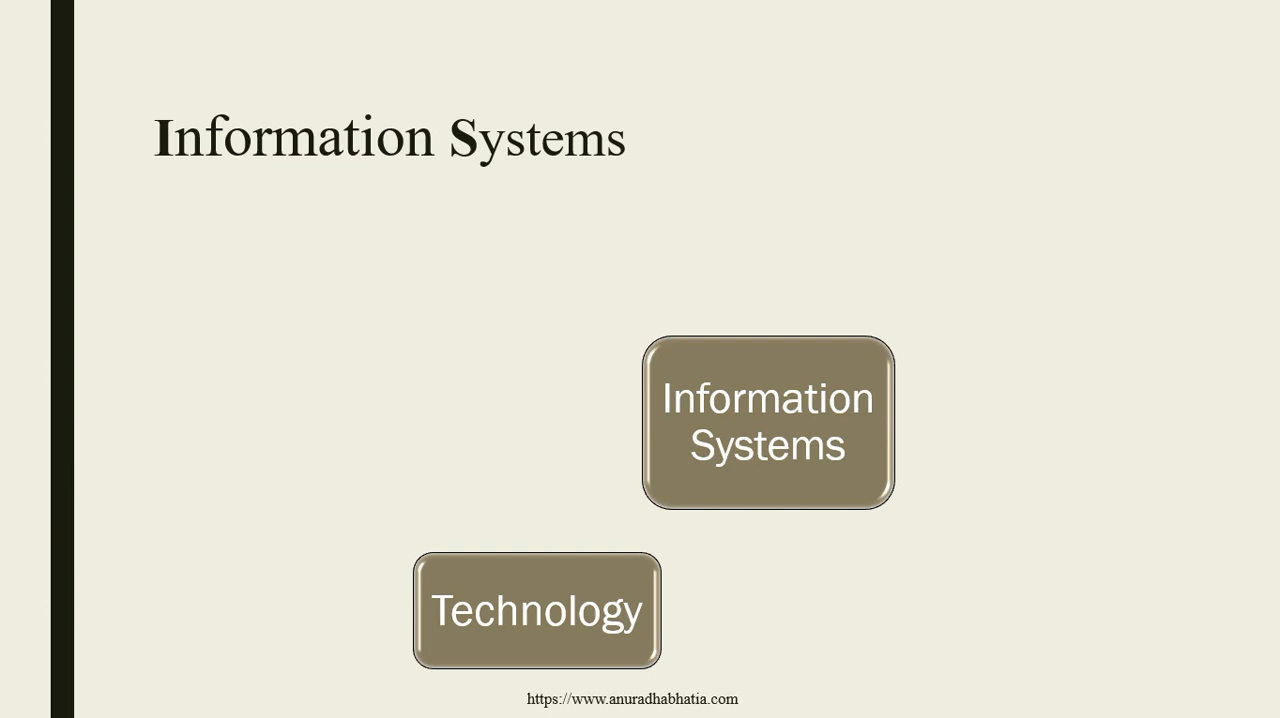 Information Systems
Information
Systems
Technology
https://www.anuradhabhatia.com